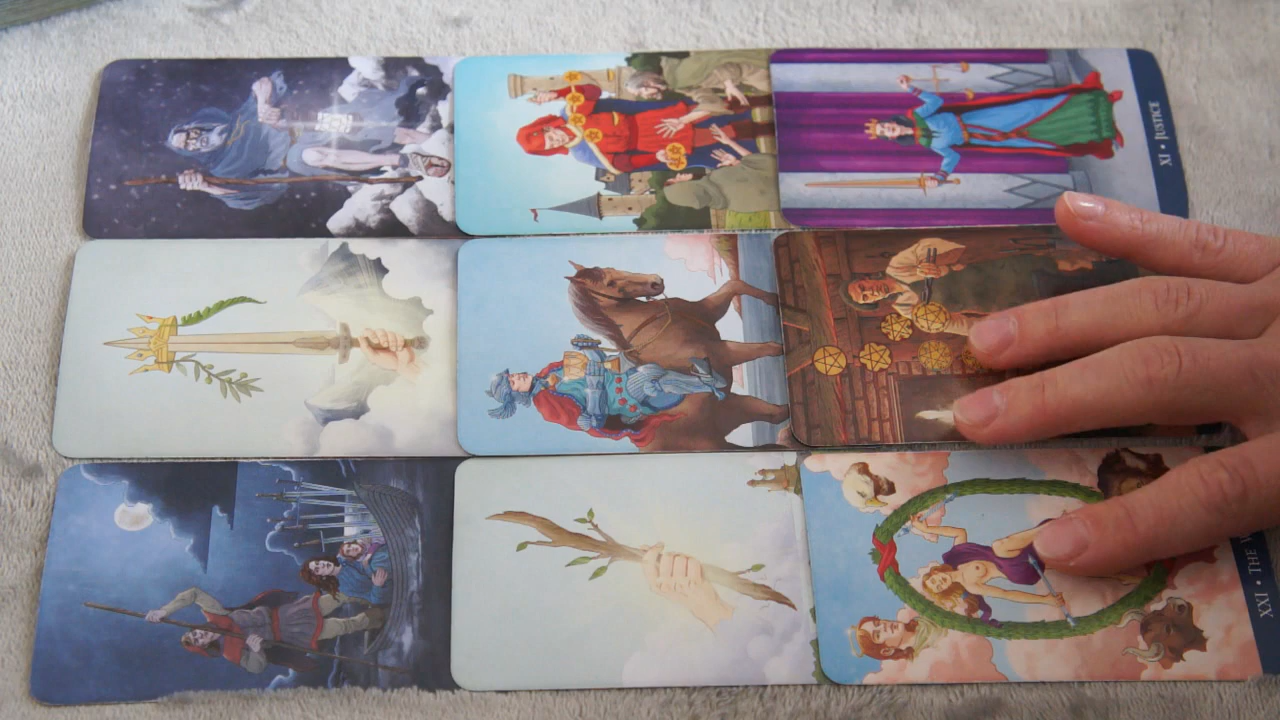 XI • JUSTICE
XXI • THE